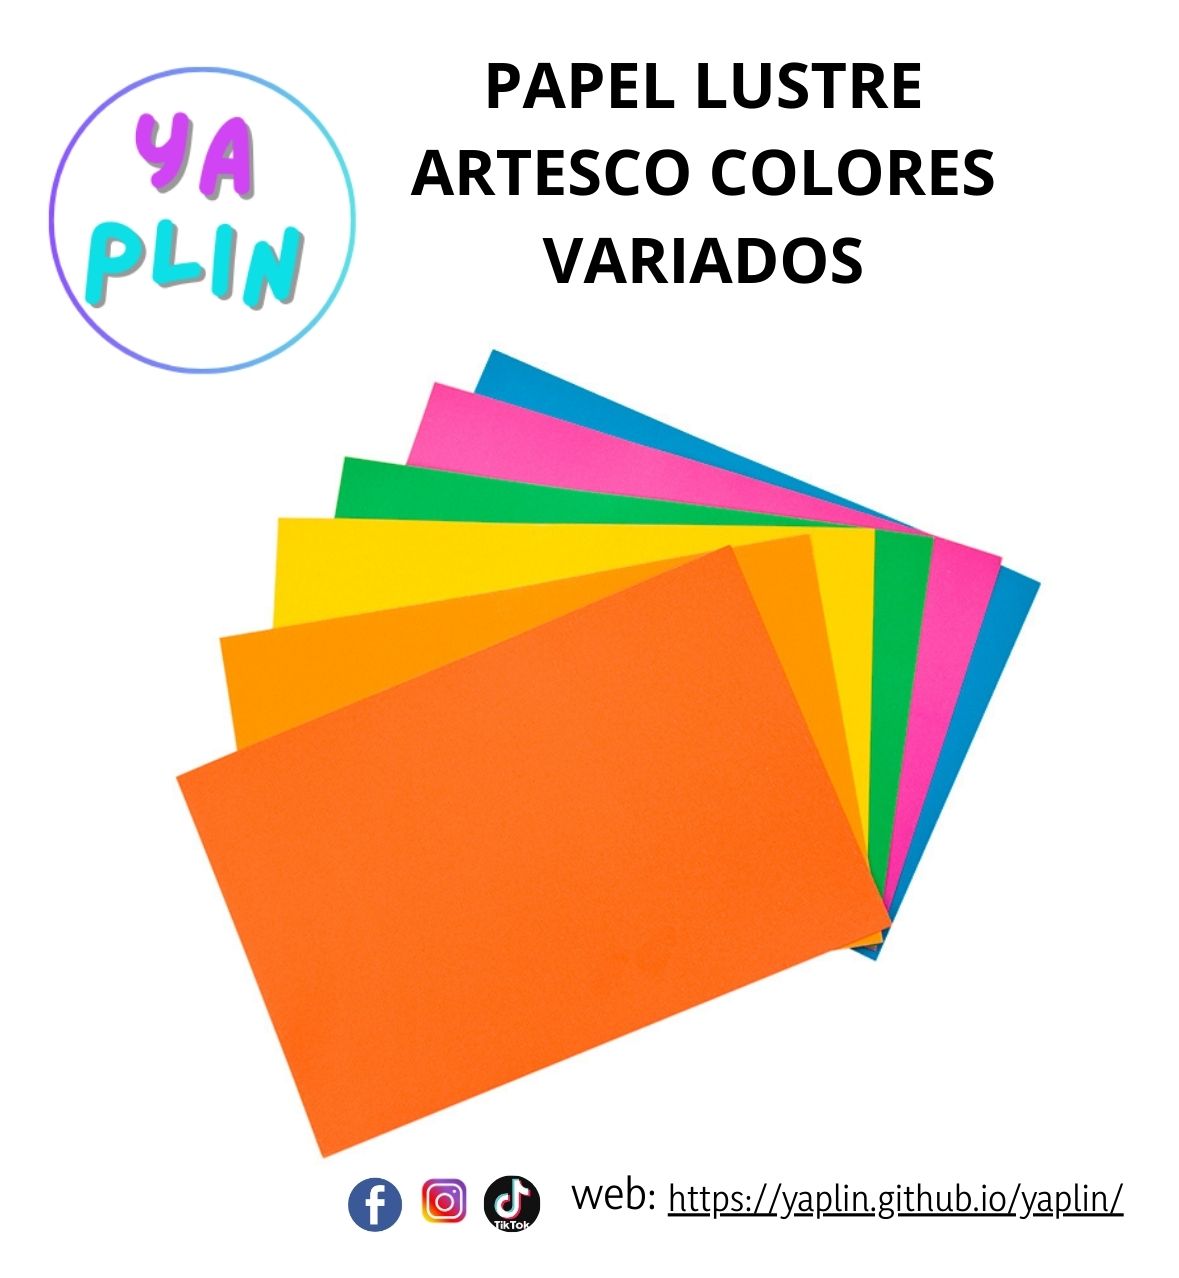 YA
PLIN
PAPEL LUSTRE
ARTESCO COLORES
VARIADOS
TikTok
web: https://yaplin.github.io/yaplin/